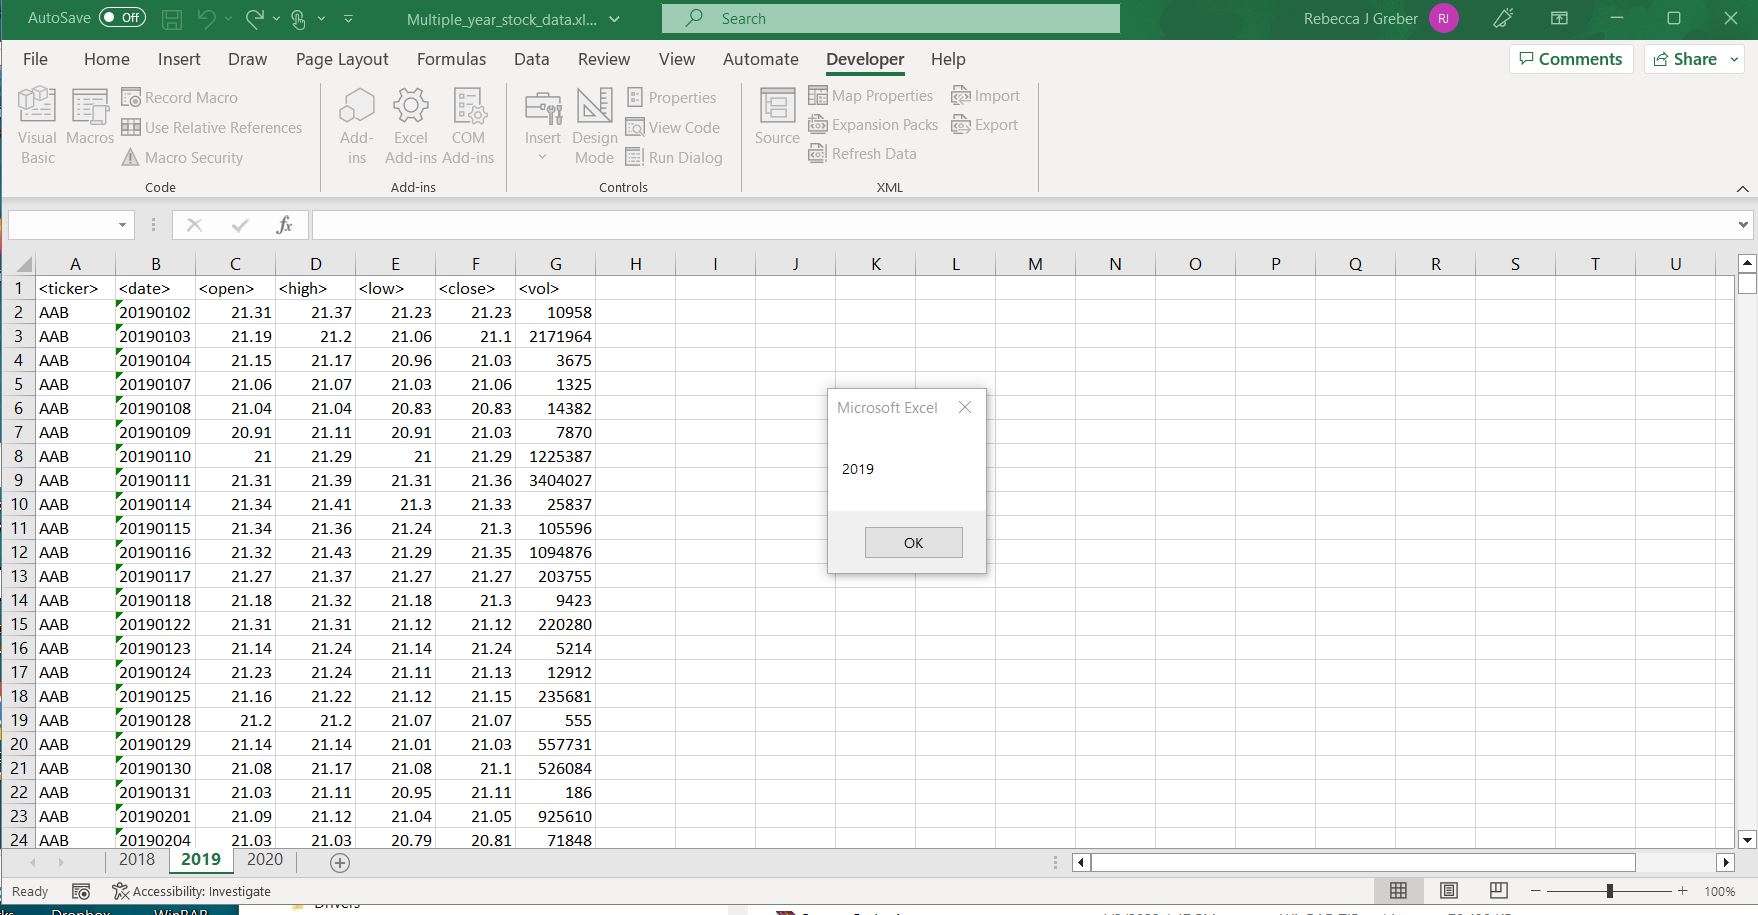 AutoSave Off Multiple_year_stock_data.xl... Search Rebecca J Greber RJ
File Home Insert Draw Page Layout Formulas Data Review View Automate Developer Help Comments Share
Visual Basic
Macros
Record Macro
Use Relative References
Macro Security
Code
Add-ins
Excel Add-ins
COM Add-ins
Add-ins
Insert
Design Mode
Properties
View Code
Run Dialog
Controls
Source
Map Properties
Expansion Packs
Refresh Data
Import
Export
XML
fx
A B C D E F G H I J K L M N O P Q R S T U
1 <ticker> <date> <open> <high> <low> <close> <vol>
2 AAB 20190102 21.31 21.37 21.23 21.23 10958
3 AAB 20190103 21.19 21.2 21.06 21.1 2171964
4 AAB 20190104 21.15 21.17 20.96 21.03 3675
5 AAB 20190107 21.06 21.07 21.03 21.06 1325
6 AAB 20190108 21.04 21.04 20.83 20.83 14382
7 AAB 20190109 20.91 21.11 20.91 21.03 7870
8 AAB 20190110 21 21.29 21 21.29 1225387
9 AAB 20190111 21.31 21.39 21.31 21.36 3404027
10 AAB 20190114 21.34 21.41 21.3 21.33 25837
11 AAB 20190115 21.34 21.36 21.24 21.3 105596
12 AAB 20190116 21.32 21.43 21.29 21.35 1094876
13 AAB 20190117 21.27 21.37 21.27 21.27 203755
14 AAB 20190118 21.18 21.32 21.18 21.3 9423
15 AAB 20190122 21.31 21.31 21.12 21.12 220280
16 AAB 20190123 21.14 21.24 21.14 21.24 5214
17 AAB 20190124 21.23 21.24 21.11 21.13 12912
18 AAB 20190125 21.16 21.22 21.12 21.15 235681
19 AAB 20190128 21.2 21.2 21.07 21.07 555
20 AAB 20190129 21.14 21.14 21.01 21.03 557731
21 AAB 20190130 21.08 21.17 21.08 21.1 526084
22 AAB 20190131 21.03 21.11 20.95 21.11 186
23 AAB 20190201 21.09 21.12 21.04 21.05 925610
24 AAB 20190204 21.03 21.03 20.79 20.81 71848
Microsoft Excel
2019
OK
2018 2019 2020
Ready Accessibility: Investigate 100%
Dropbox WinRAR Drivers